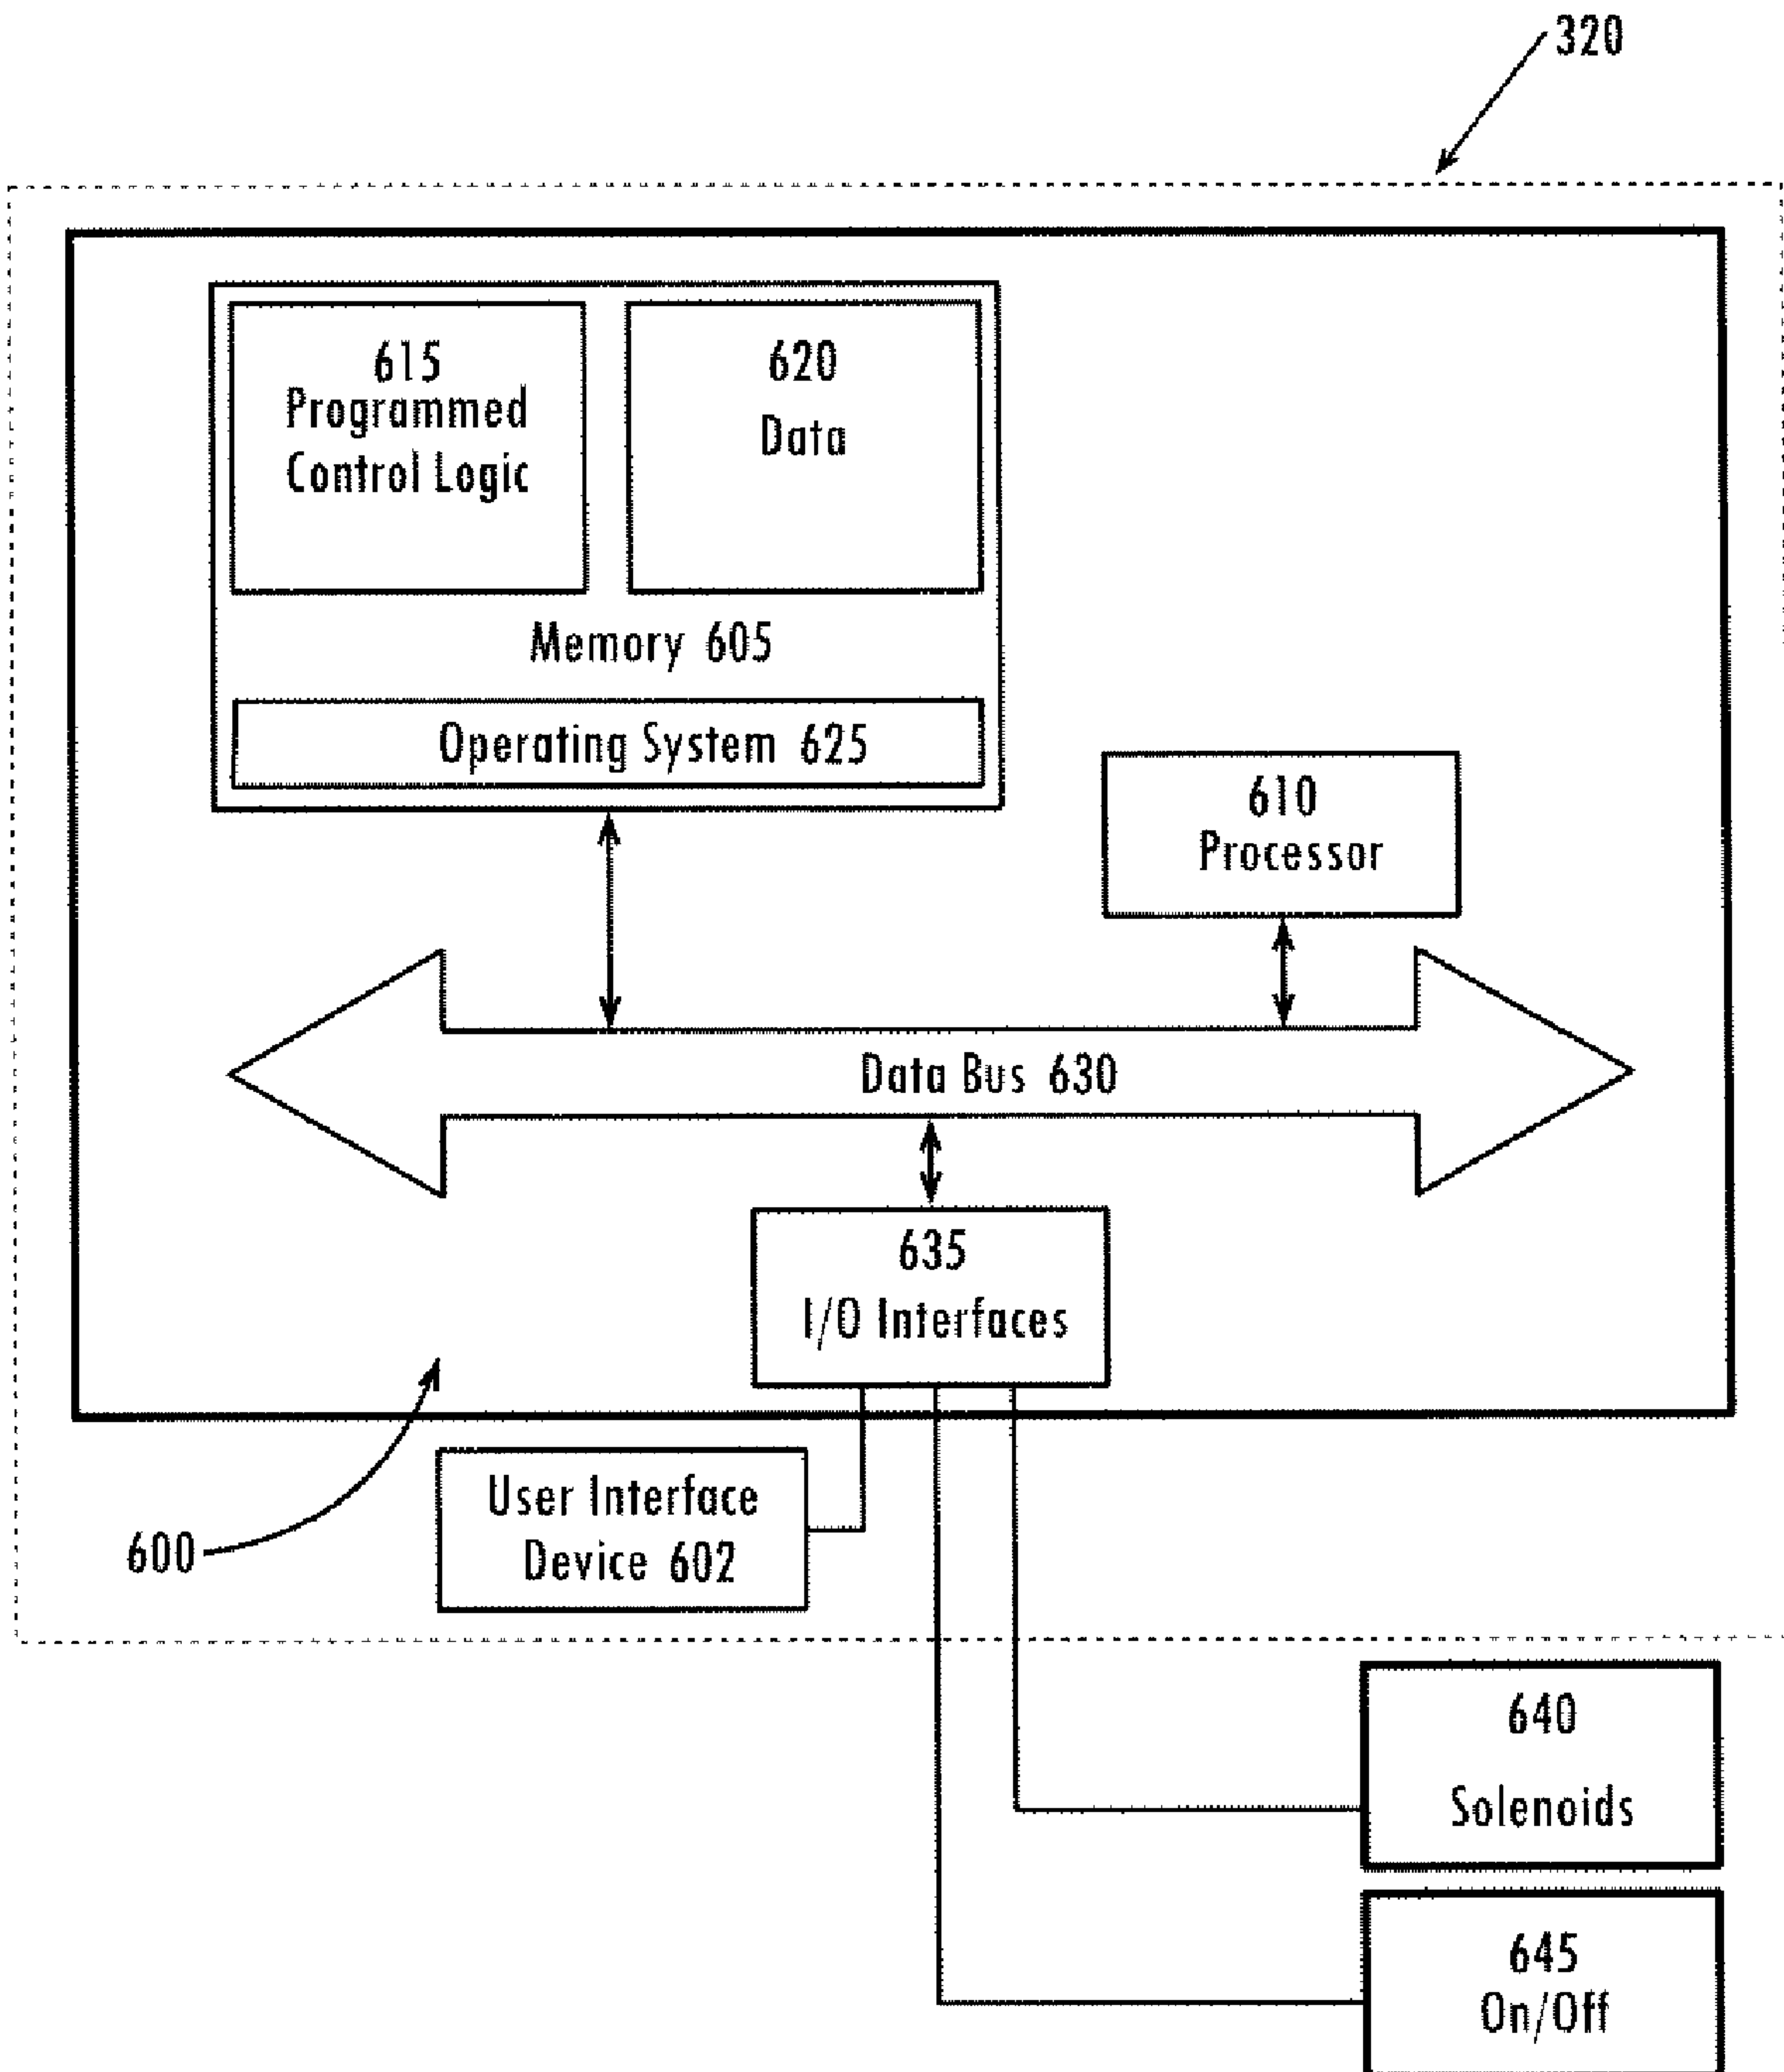 320
615
Programmed
Control Logic
620
Data
Memory 605
Operating System 625
610
Processor
Data Bus 630
635
I/O Interfaces
600
User Interface
Device 602
640
Solenoids
645
On/Off